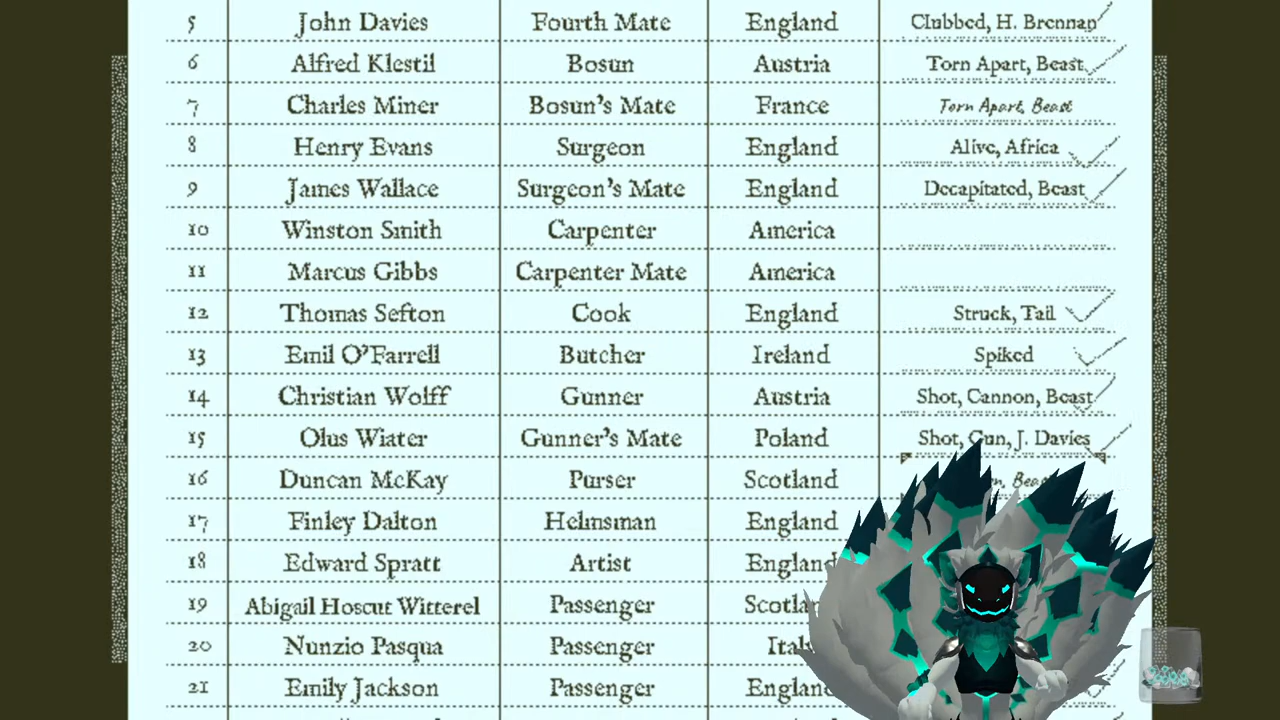 5 John Davies Fourth Mate England Clubbed, H. Brennan
6 Alfred Klestil Bosun Austria Torn Apart, Beast
7 Charles Miner Bosun's Mate France Torn Apart, Beast
8 Henry Evans Surgeon England Alive, Africa
9 James Wallace Surgeon's Mate England Decapitated, Beast
10 Winston Smith Carpenter America
11 Marcus Gibbs Carpenter Mate America
12 Thomas Sefton Cook England Struck, Tail
13 Emil O'Farrell Butcher Ireland Spiked
14 Christian Wolff Gunner Austria Shot, Cannon, Beast
15 Olus Wiater Gunner's Mate Poland Shot, Gun, J. Davies
16 Duncan McKay Purser Scotland
17 Finley Dalton Helmsman England
18 Edward Spratt Artist England
19 Abigail Hoscut Witterel Passenger
20 Nunzio Pasqua Passenger
21 Emily Jackson Passenger England